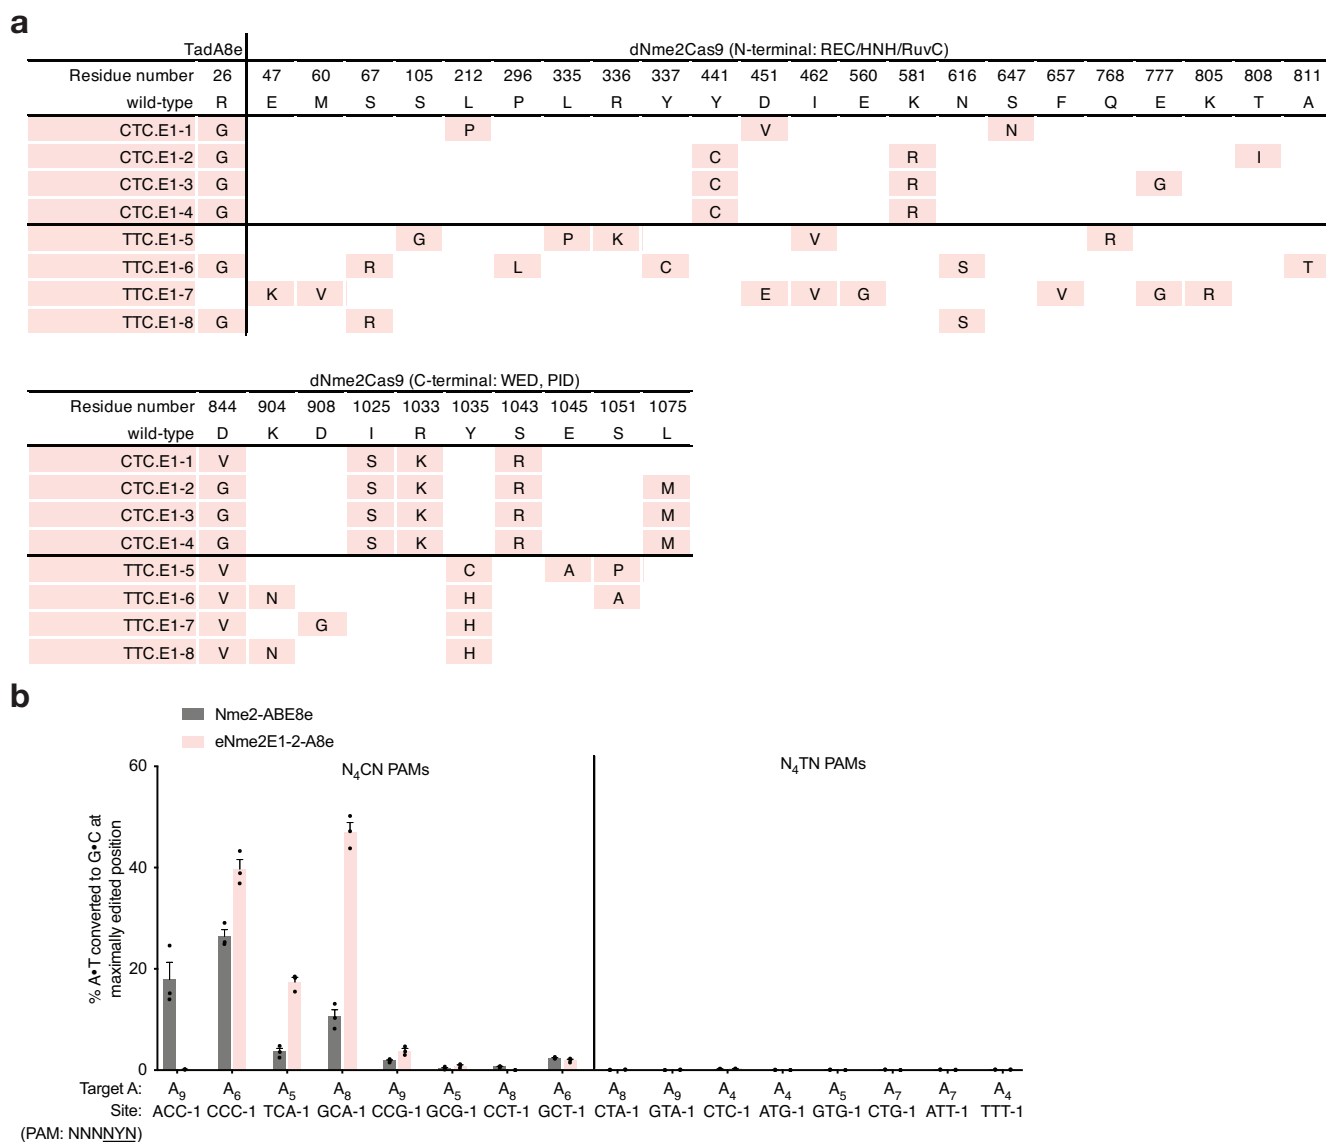 a
TadA8e dNme2Cas9 (N-terminal: REC/HNH/RuvC)
Residue number 26 47 60 67 105 212 296 335 336 337 441 451 462 560 581 616 647 657 768 777 805 808 811
wild-type R E M S S L P L R Y Y D I E K N S F Q E K T A
CTC.E1-1 G P V N
CTC.E1-2 G C R I
CTC.E1-3 G C R G
CTC.E1-4 G C R
TTC.E1-5 G P K V R
TTC.E1-6 G R L C S T
TTC.E1-7 K V E V G V G R
TTC.E1-8 G R S
dNme2Cas9 (C-terminal: WED, PID)
Residue number 844 904 908 1025 1033 1035 1043 1045 1051 1075
wild-type D K D I R Y S E S L
CTC.E1-1 V S K R
CTC.E1-2 G S K R M
CTC.E1-3 G S K R M
CTC.E1-4 G S K R M
TTC.E1-5 V C A P
TTC.E1-6 V N H A
TTC.E1-7 V G H
TTC.E1-8 V N H
b
Nme2-ABE8e
eNme2E1-2-A8e
N4CN PAMs N4TN PAMs
% A•T converted to G•C at
maximally edited position
60
40
20
0
Target A: A9 A6 A5 A8 A9 A5 A8 A6 A8 A9 A4 A4 A5 A7 A7 A4
Site: ACC-1 CCC-1 TCA-1 GCA-1 CCG-1 GCG-1 CCT-1 GCT-1 CTA-1 GTA-1 CTC-1 ATG-1 GTG-1 CTG-1 ATT-1 TTT-1
(PAM: NNNNYN)